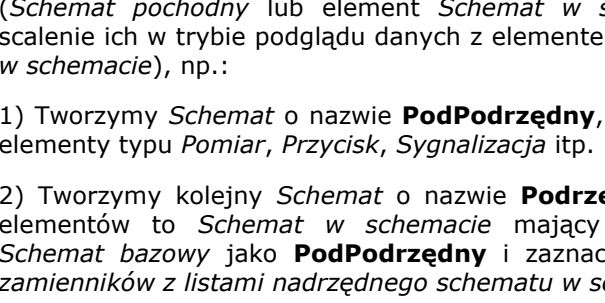 (Schemat pochodny lub element Schemat w s
scalenie ich w trybie podglądu danych z elemente
w schemacie), np.:
1) Tworzymy Schemat o nazwie PodPodrzędny,
elementy typu Pomiar, Przycisk, Sygnalizacja itp.
2) Tworzymy kolejny Schemat o nazwie Podrzę
elementów to Schemat w schemacie mający
Schemat bazowy jako PodPodrzędny i zaznac
zamienników z listami nadrzędnego schematu w s